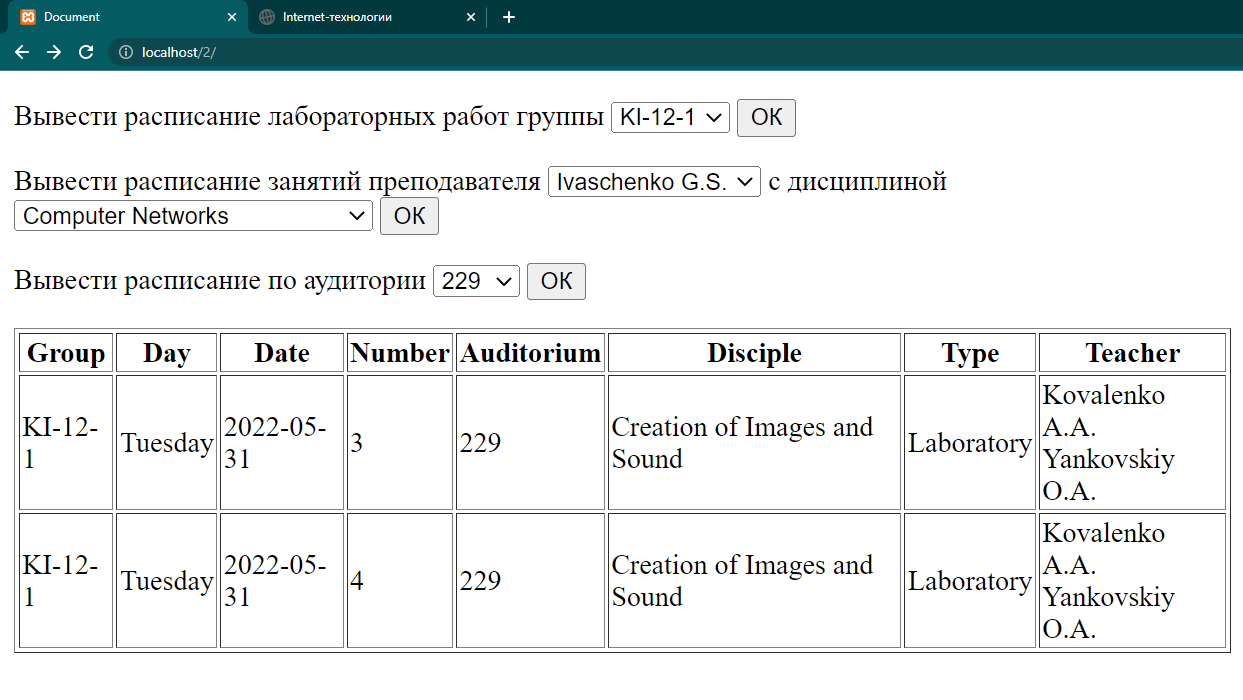 Document
Internet-технологии
localhost/2/
Вывести расписание лабораторных работ группы KI-12-1 ОК
Вывести расписание занятий преподавателя Ivaschenko G.S. с дисциплиной
Computer Networks ОК
Вывести расписание по аудитории 229 ОК
Group Day Date Number Auditorium Disciple Type Teacher
KI-12-
1
Tuesday
2022-05-
31
3
229
Creation of Images and
Sound
Laboratory
Kovalenko
A.A.
Yankovskiy
O.A.
KI-12-
1
Tuesday
2022-05-
31
4
229
Creation of Images and
Sound
Laboratory
Kovalenko
A.A.
Yankovskiy
O.A.